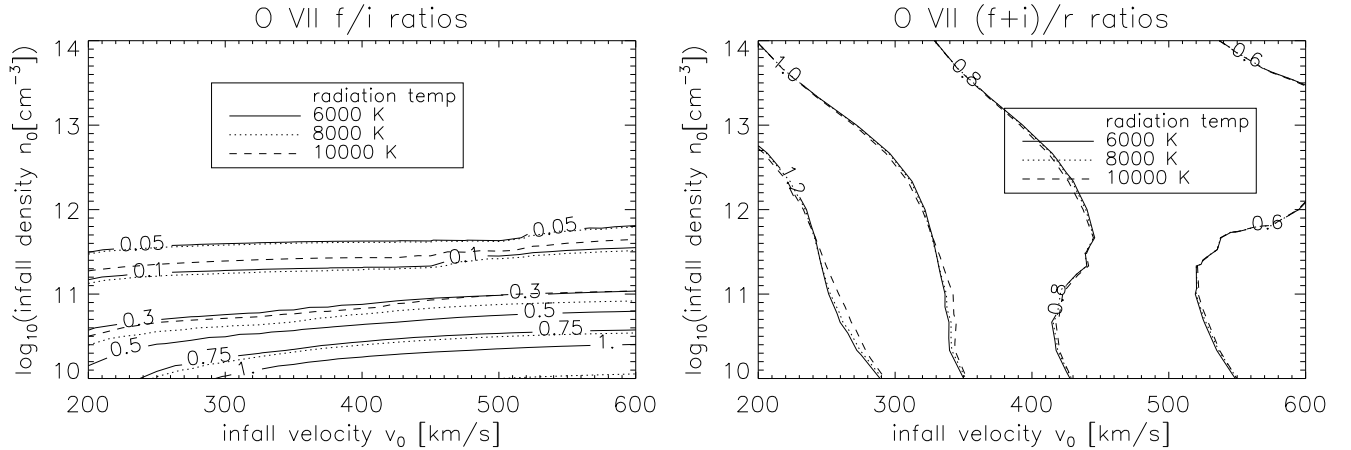 O VII f/i ratios
log10(infall density n0[cm−3])
14
13
12
11
10
radiation temp
6000 K
8000 K
10000 K
0.05
0.05
0.1
0.1
0.3
0.3
0.5
0.5
0.75
0.75
1.
1.
200
300
400
500
600
infall velocity v0 [km/s]
O VII (f+i)/r ratios
log10(infall density n0[cm−3])
14
13
12
11
10
radiation temp
6000 K
8000 K
10000 K
1.0
0.8
0.6
1.2
0.6
0.8
200
300
400
500
600
infall velocity v0 [km/s]